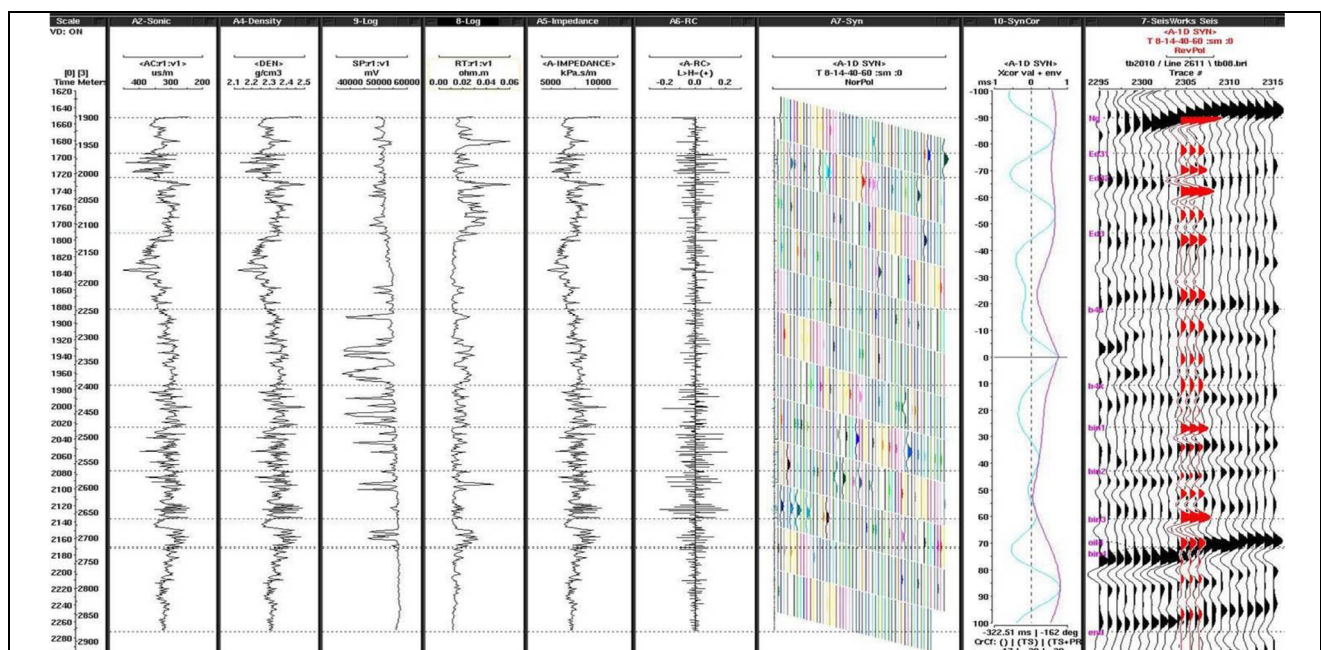 Scale A2-Sonic A4-Density 9-Log 8-Log A5-Impedance A6-RC A7-Syn 10-SynCor 7-SeisWorks Seis
VD: ON
<A-1D SYN>
T 8-14-40-60 :sm :0
RevPol
<AC:r1:v1> <DEN> SP:r1:v1 RT:r1:v1 <A-IMPEDANCE> <A-RC> <A-1D SYN> <A-1D SYN>
us/m g/cm3 mV ohm.m kPa.s/m L>H=(+) T 8-14-40-60 :sm :0 Xcor val + env tb2010 / Line 2611 \ tb08.bri
[0] [3] NorPol Trace #
Time Meters 400 300 200 2.1 2.2 2.3 2.4 2.5 40000 50000 60000 0.00 0.02 0.04 0.06 5000 10000 -0.2 0.0 0.2 ms-1 0 1 2295 2300 2305 2310 2315
1620 -100
1640
1660 1900 -90 Ng
1680 1950 -80
1700 Ed31
1720 2000 -70
1740
1760 2050 -60
1700
1800 2100 -50 Ed3
1820 2150 -40
1840
1860 2200 -30
1880 -20
1900 2250 b4s
1920 2300 -10
1940
1960 2350 0
1980 2400 10 b4x
2000 2450 20
2020
2040 2500 30 bin1
2060 2550 40
2080 bin2
2100 2600 50
2120 2650 60
2140 bin3
2160 2700 70
2180
2200 2750 80
2220 2800 90
2240
2260 2850 100
2280 2900 end
-322.51 ms | -162 deg
CrCf: () | (TS) | (TS+PR